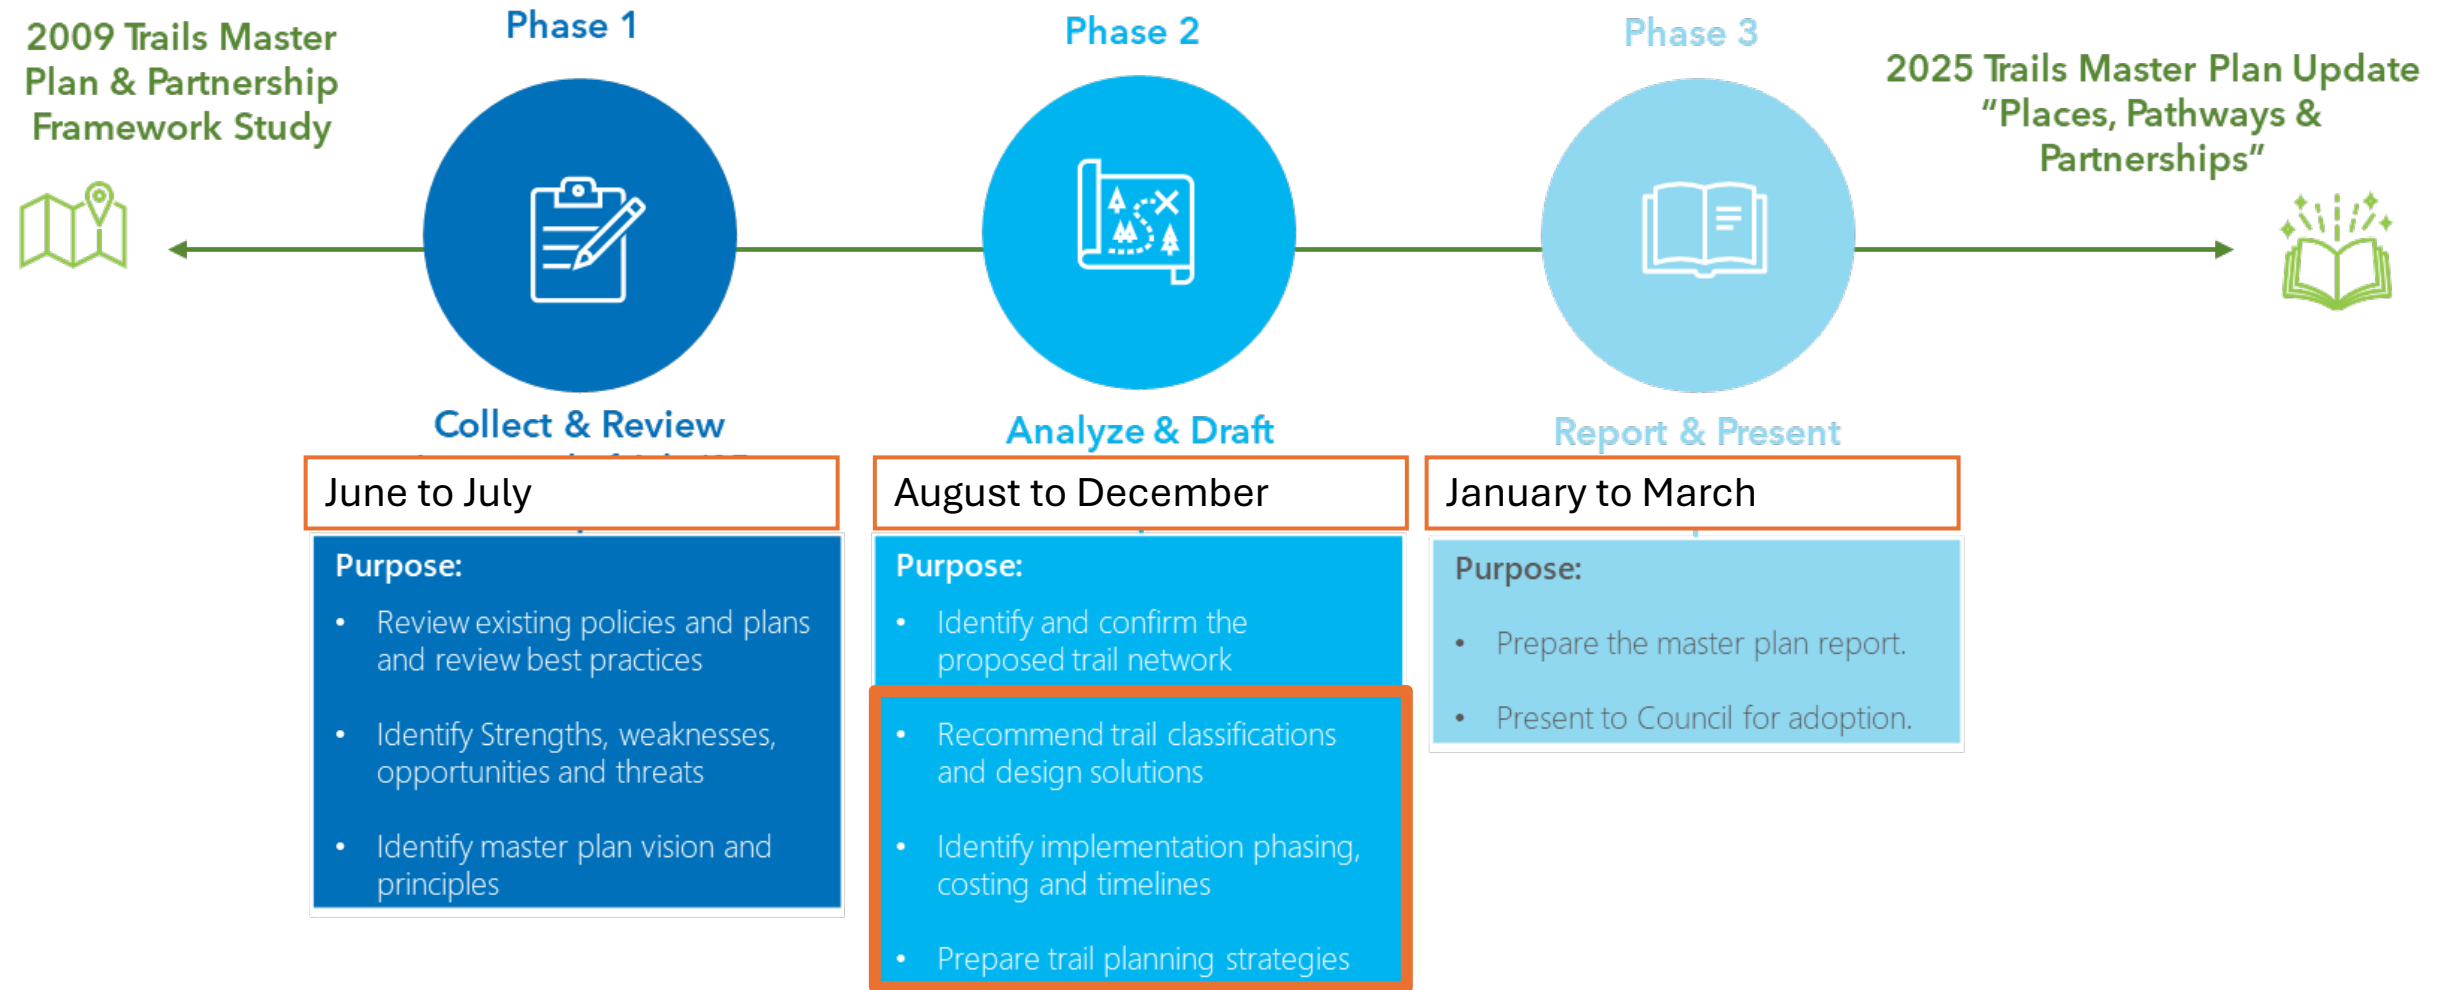 2009 Trails Master
Plan & Partnership
Framework Study
Phase 1
Phase 2
Phase 3
2025 Trails Master Plan Update
“Places, Pathways &
Partnerships”
Collect & Review
June to July
Purpose:
• Review existing policies and plans
and review best practices
• Identify Strengths, weaknesses,
opportunities and threats
• Identify master plan vision and
principles
Analyze & Draft
August to December
Purpose:
• Identify and confirm the
proposed trail network
• Recommend trail classifications
and design solutions
• Identify implementation phasing,
costing and timelines
• Prepare trail planning strategies
Report & Present
January to March
Purpose:
• Prepare the master plan report.
• Present to Council for adoption.